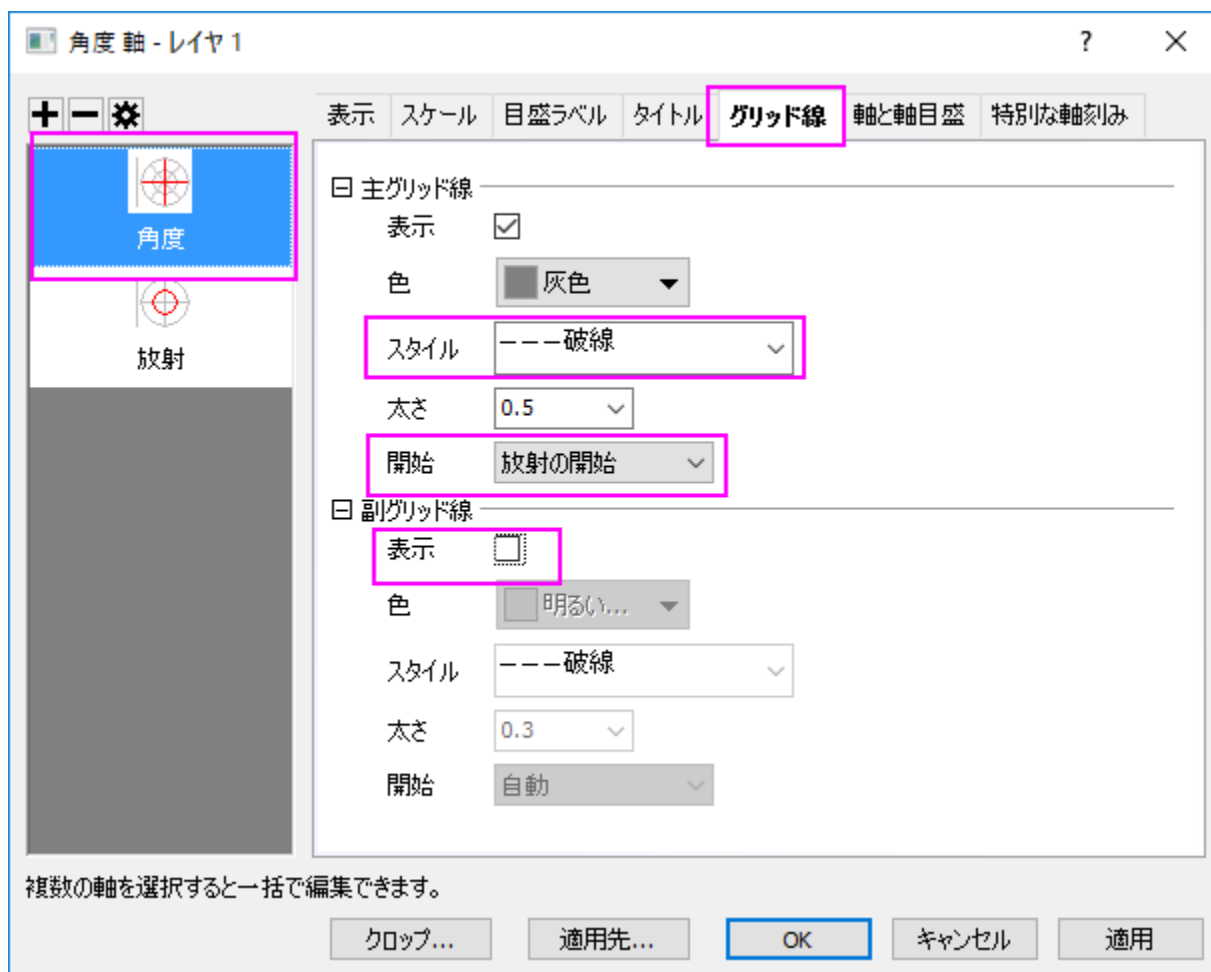 角度 軸 - レイヤ 1
表示 スケール 目盛ラベル タイトル グリッド線 軸と軸目盛 特別な軸刻み
角度
放射
主グリッド線
表示
色 灰色
スタイル ---破線
太さ 0.5
開始 放射の開始
副グリッド線
表示
色 明るい...
スタイル ---破線
太さ 0.3
開始 自動
複数の軸を選択すると一括で編集できます。
クロップ... 適用先... OK キャンセル 適用